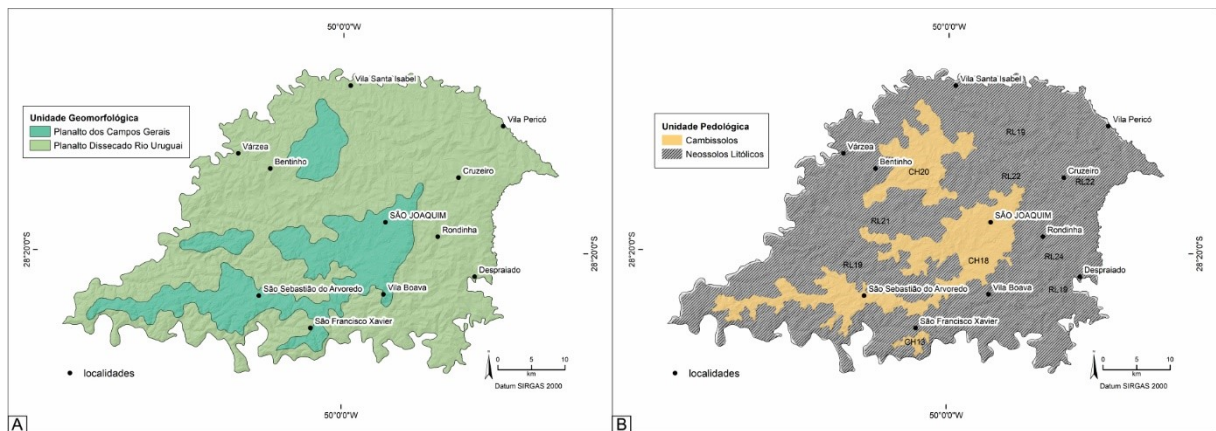 50°0'0"W
Unidade Geomorfológica
Planalto dos Campos Gerais
Planalto Dissecado Rio Uruguai
Vila Santa Isabel
Vila Pericó
Várzea
Bentinho
Cruzeiro
SÃO JOAQUIM
Rondinha
28°20'0"S
Despraiado
São Sebastião do Arvoredo
Vila Boava
São Francisco Xavier
localidades
0 5 10
km
Datum SIRGAS 2000
50°0'0"W
A
50°0'0"W
Unidade Pedológica
Cambissolos
Neossolos Litólicos
Vila Santa Isabel
Vila Pericó
RL19
Várzea
Bentinho
CH20
RL22
Cruzeiro
RL22
RL21
SÃO JOAQUIM
Rondinha
28°20'0"S
28°20'0"S
RL19
CH18
RL24
Despraiado
São Sebastião do Arvoredo
Vila Boava
RL19
São Francisco Xavier
CH13
localidades
0 5 10
km
Datum SIRGAS 2000
50°0'0"W
B